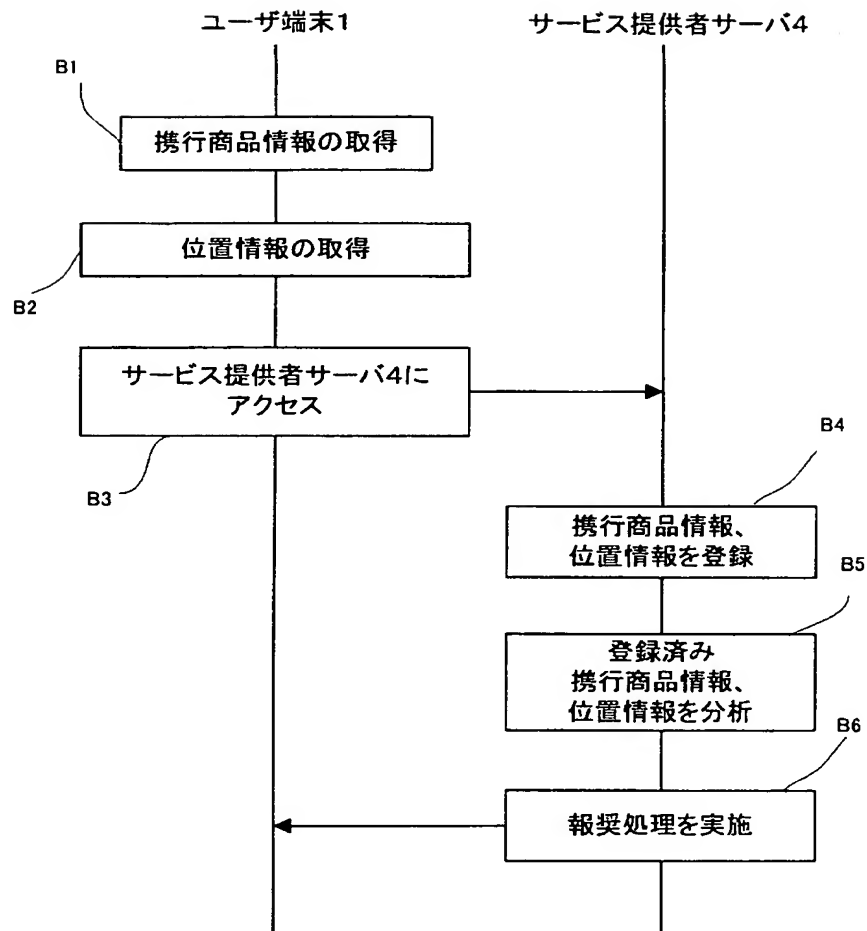 ユーザ端末1
サービス提供者サーバ4
B1
携行商品情報の取得
位置情報の取得
B2
サービス提供者サーバ4に
アクセス
B3
B4
携行商品情報、
位置情報を登録
B5
登録済み
携行商品情報、
位置情報を分析
B6
報奨処理を実施